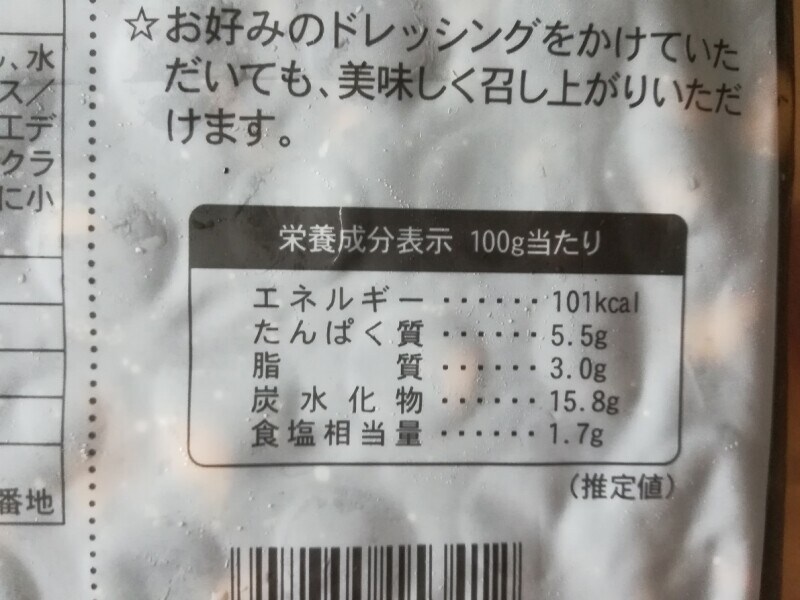 ☆お好みのドレッシングをかけていた
だいても、美味しく召し上がりいただ
けます。
、水
ス／
エデ
クラ
に小
番地
栄養成分表示 100g当たり
エネルギー ······ 101kcal
たんぱく質 ······ 5.5g
脂質 ······ 3.0g
炭水化物 ······ 15.8g
食塩相当量 ······ 1.7g
（推定値）